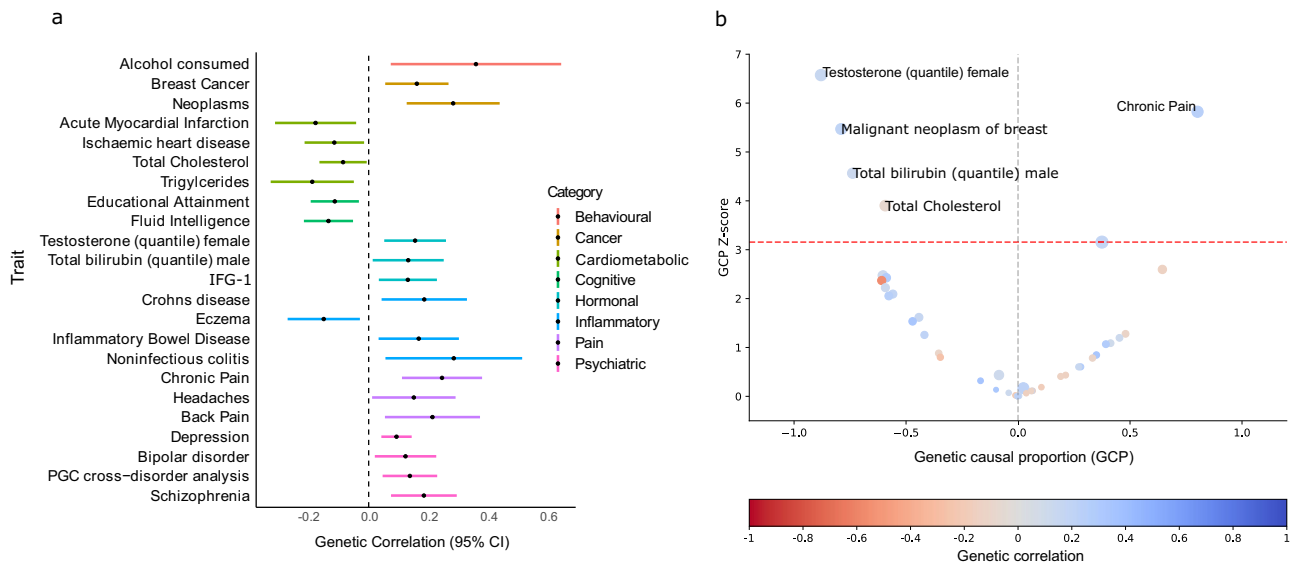 a
Trait
Alcohol consumed
Breast Cancer
Neoplasms
Acute Myocardial Infarction
Ischaemic heart disease
Total Cholesterol
Trigylcerides
Educational Attainment
Fluid Intelligence
Testosterone (quantile) female
Total bilirubin (quantile) male
IFG-1
Crohns disease
Eczema
Inflammatory Bowel Disease
Noninfectious colitis
Chronic Pain
Headaches
Back Pain
Depression
Bipolar disorder
PGC cross−disorder analysis
Schizophrenia
-0.2 0.0 0.2 0.4 0.6
Genetic Correlation (95% CI)
Category
Behavioural
Cancer
Cardiometabolic
Cognitive
Hormonal
Inflammatory
Pain
Psychiatric
b
GCP Z-score
7
6
5
4
3
2
1
0
Testosterone (quantile) female
Chronic Pain
Malignant neoplasm of breast
Total bilirubin (quantile) male
Total Cholesterol
−1.0 −0.5 0.0 0.5 1.0
Genetic causal proportion (GCP)
-1 -0.8 -0.6 -0.4 -0.2 0 0.2 0.4 0.6 0.8 1
Genetic correlation